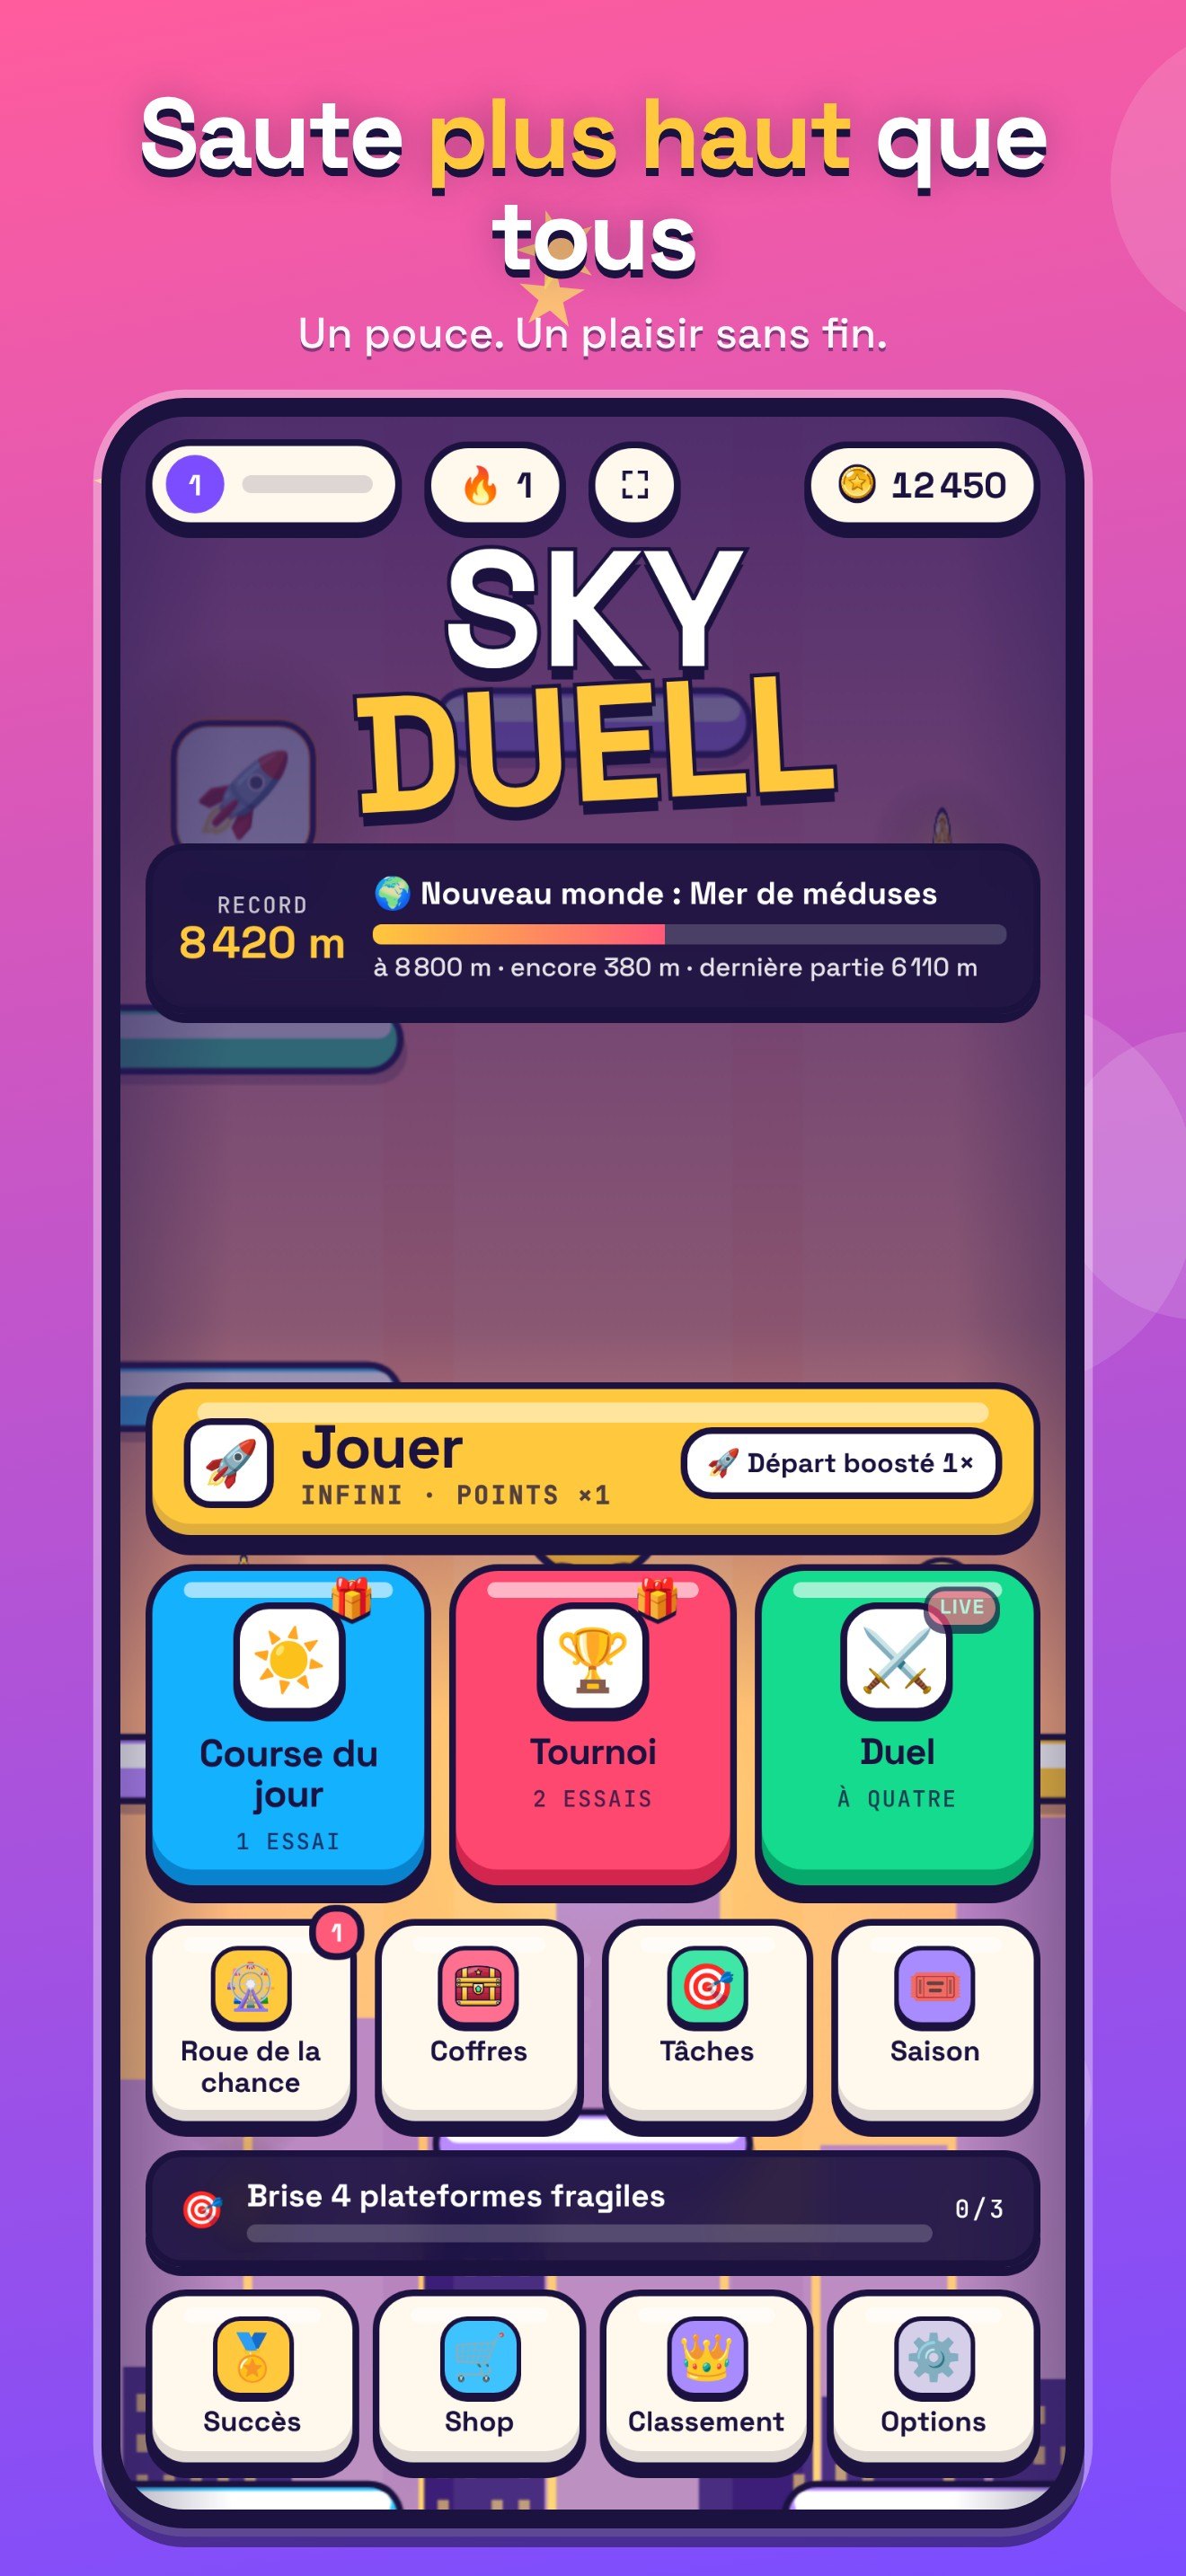 Saute plus haut que
tous
Un pouce. Un plaisir sans fin.
1
1
12 450
SKY
DUELL
RECORD
8 420 m
Nouveau monde : Mer de méduses
à 8 800 m · encore 380 m · dernière partie 6 110 m
Jouer
INFINI · POINTS ×1
Départ boosté 1×
Course du
jour
1 ESSAI
Tournoi
2 ESSAIS
LIVE
Duel
À QUATRE
1
Roue de la
chance
Coffres
Tâches
Saison
Brise 4 plateformes fragiles
0/3
Succès
Shop
Classement
Options